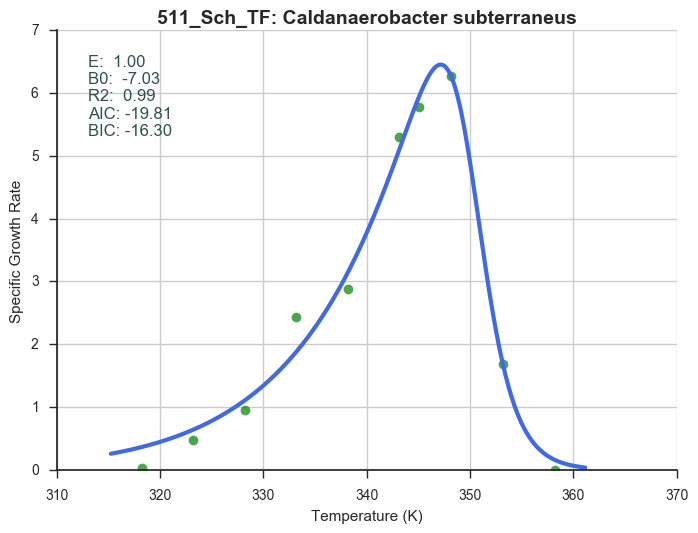 511_Sch_TF: Caldanaerobacter subterraneus
E:  1.00
B0:  -7.03
R2:  0.99
AIC: -19.81
BIC: -16.30
7
6
5
4
3
2
1
0
Specific Growth Rate
310 320 330 340 350 360 370
Temperature (K)